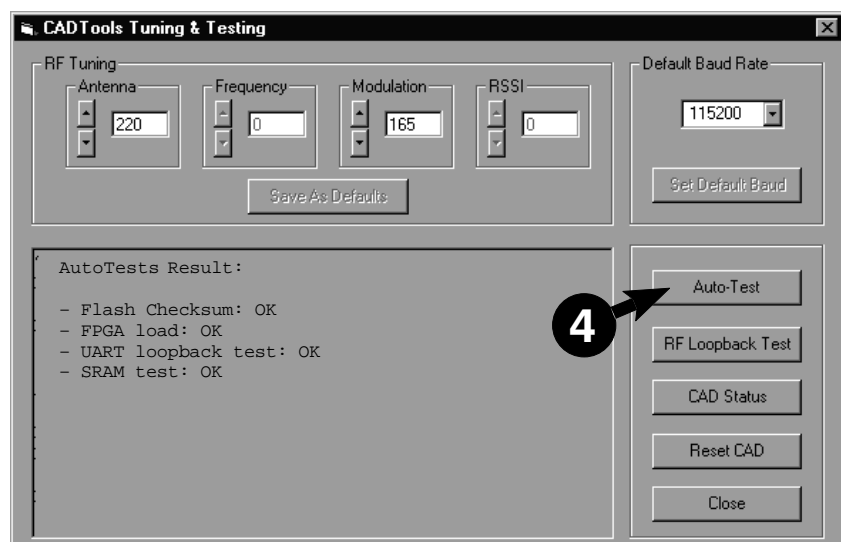 CADTools Tuning & Testing
RF Tuning
Antenna
220
Frequency
0
Modulation
165
RSSI
0
Save As Defaults
Default Baud Rate
115200
Set Default Baud
AutoTests Result:
- Flash Checksum: OK
- FPGA load: OK
- UART loopback test: OK
- SRAM test: OK
4
Auto-Test
RF Loopback Test
CAD Status
Reset CAD
Close